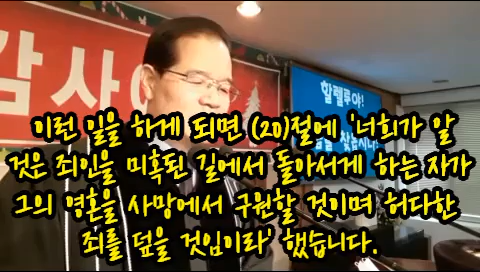 감사
할렐루야!
이런 일을 하게 되면 (20)절에 '너희가 알
것은 죄인을 미혹된 길에서 돌아서게 하는 자가
그의 영혼을 사망에서 구원할 것이며 허다한
죄를 덮을 것임이라' 했습니다.